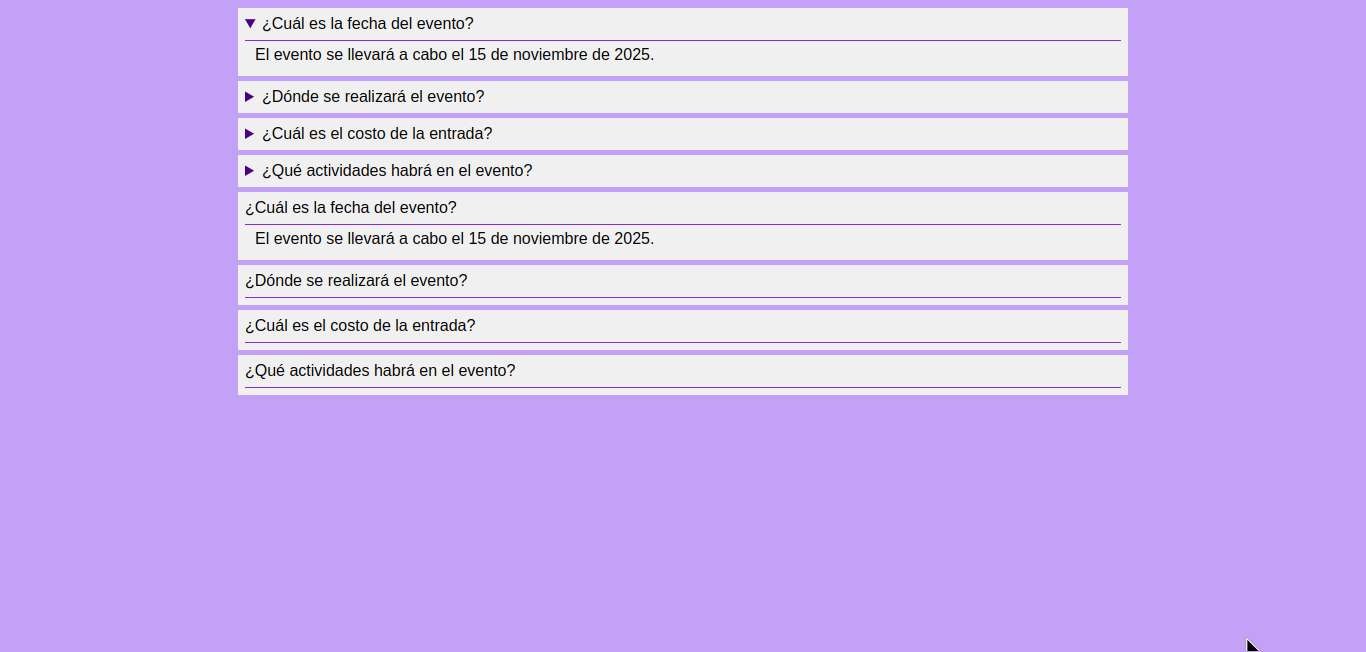 ¿Cuál es la fecha del evento?
El evento se llevará a cabo el 15 de noviembre de 2025.
¿Dónde se realizará el evento?
¿Cuál es el costo de la entrada?
¿Qué actividades habrá en el evento?
¿Cuál es la fecha del evento?
El evento se llevará a cabo el 15 de noviembre de 2025.
¿Dónde se realizará el evento?
¿Cuál es el costo de la entrada?
¿Qué actividades habrá en el evento?